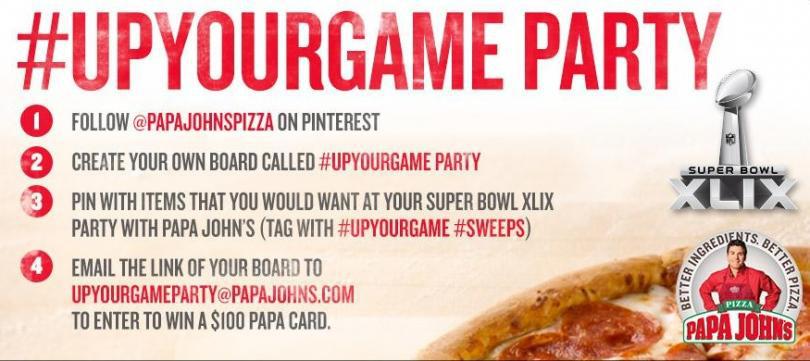 #UPYOURGAME PARTY
1 FOLLOW @PAPAJOHNSPIZZA ON PINTEREST
2 CREATE YOUR OWN BOARD CALLED #UPYOURGAME PARTY
3 PIN WITH ITEMS THAT YOU WOULD WANT AT YOUR SUPER BOWL XLIX
PARTY WITH PAPA JOHN'S (TAG WITH #UPYOURGAME #SWEEPS)
4 EMAIL THE LINK OF YOUR BOARD TO
UPYOURGAMEPARTY@PAPAJOHNS.COM
TO ENTER TO WIN A $100 PAPA CARD.
NFL
SUPER BOWL
XLIX
BETTER INGREDIENTS. BETTER PIZZA.
PIZZA
PAPA JOHNS